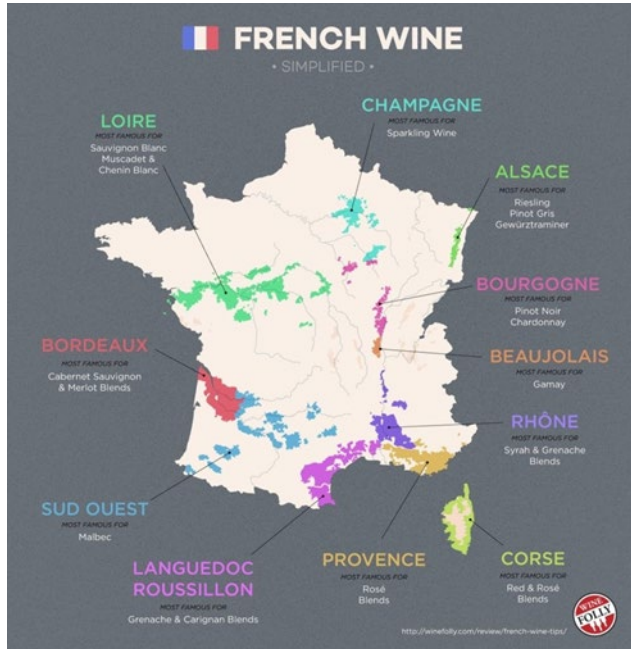 FRENCH WINE
• SIMPLIFIED •
CHAMPAGNE
MOST FAMOUS FOR
Sparkling Wine
LOIRE
MOST FAMOUS FOR
Sauvignon Blanc
Muscadet &
Chenin Blanc
ALSACE
MOST FAMOUS FOR
Riesling
Pinot Gris
Gewürztraminer
BOURGOGNE
MOST FAMOUS FOR
Pinot Noir
Chardonnay
BORDEAUX
MOST FAMOUS FOR
Cabernet Sauvignon
& Merlot Blends
BEAUJOLAIS
MOST FAMOUS FOR
Gamay
RHÔNE
MOST FAMOUS FOR
Syrah & Grenache
Blends
SUD OUEST
MOST FAMOUS FOR
Malbec
LANGUEDOC
ROUSSILLON
MOST FAMOUS FOR
Grenache & Carignan Blends
PROVENCE
MOST FAMOUS FOR
Rosé
Blends
CORSE
MOST FAMOUS FOR
Red & Rosé
Blends
WINE
FOLLY
http://winefolly.com/review/french-wine-tips/